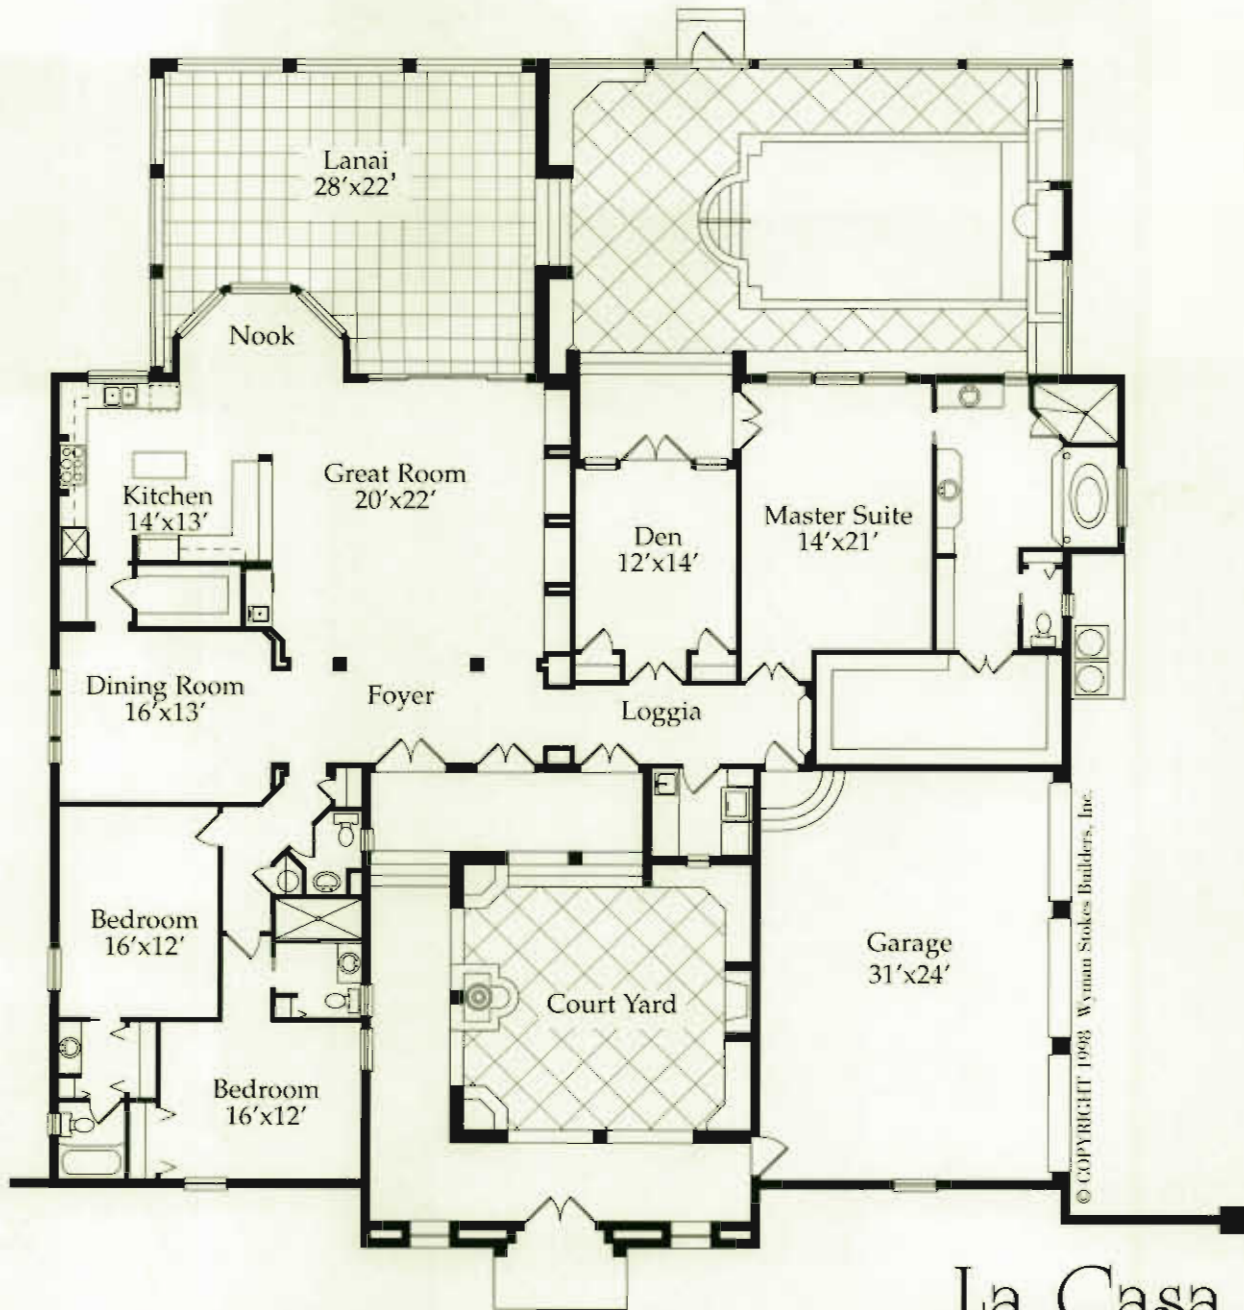 Lanai
28'x22'
Nook
Great Room
20'x22'
Kitchen
14'x13'
Den
12'x14'
Master Suite
14'x21'
Dining Room
16'x13'
Foyer
Loggia
Bedroom
16'x12'
Garage
31'x24'
Court Yard
Bedroom
16'x12'
© COPYRIGHT 1998 Wyman Stokes Builders, Inc.
La Casa